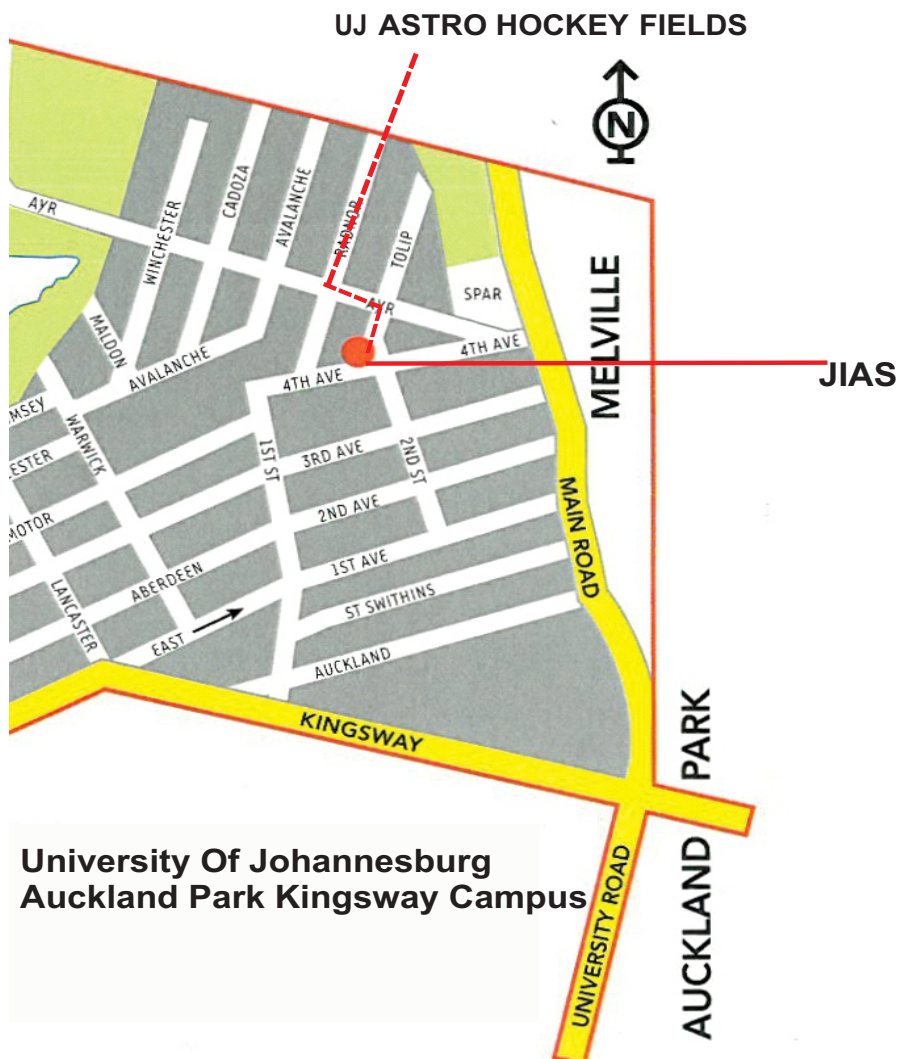 UJ ASTRO HOCKEY FIELDS
N
AYR
WINCHESTER
CADOZA
AVALANCHE
RADNOR
TOLIP
AYR
SPAR
MELVILLE
MALDON
AVALANCHE
4TH AVE
4TH AVE
JIAS
MSEY
WARWICK
1ST ST
3RD AVE
2ND ST
ESTER
2ND AVE
MAIN ROAD
MOTOR
1ST AVE
ABERDEEN
LANCASTER
ST SWITHINS
EAST
AUCKLAND
KINGSWAY
AUCKLAND PARK
University Of Johannesburg
Auckland Park Kingsway Campus
UNIVERSITY ROAD